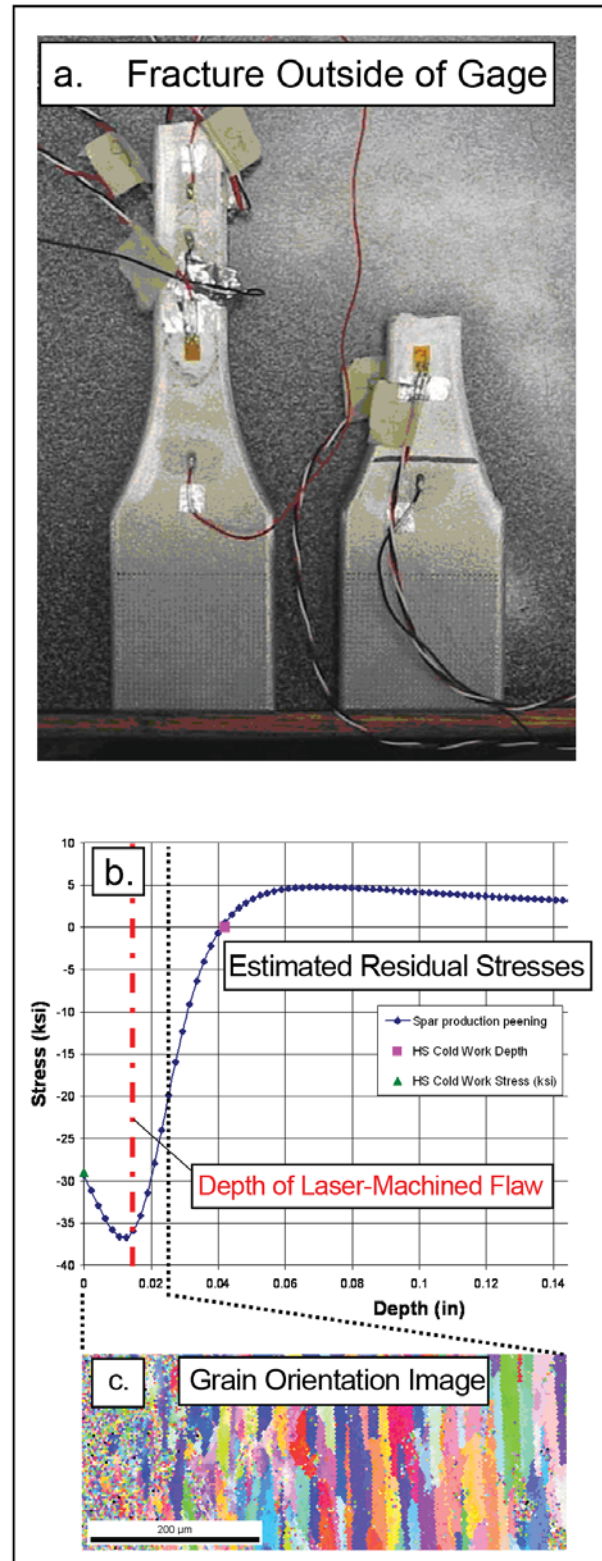 a. Fracture Outside of Gage
b.
10
5
0
-5
-10
-15
-20
-25
-30
-35
-40
Stress (ksi)
Estimated Residual Stresses
Spar production peening
HS Cold Work Depth
HS Cold Work Stress (ksi)
Depth of Laser-Machined Flaw
0 0.02 0.04 0.06 0.08 0.1 0.12 0.14
Depth (in)
c. Grain Orientation Image
200 µm